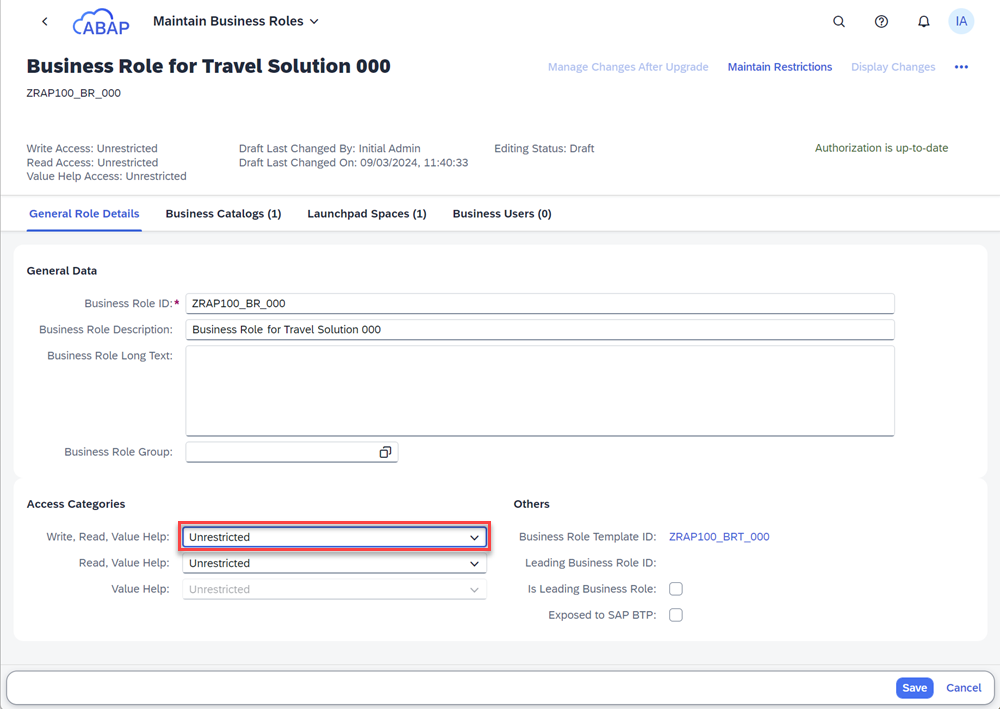 ABAP
Maintain Business Roles
IA
Business Role for Travel Solution 000
Manage Changes After Upgrade
Maintain Restrictions
Display Changes
ZRAP100_BR_000
Write Access: Unrestricted
Read Access: Unrestricted
Value Help Access: Unrestricted
Draft Last Changed By: Initial Admin
Draft Last Changed On: 09/03/2024, 11:40:33
Editing Status: Draft
Authorization is up-to-date
General Role Details
Business Catalogs (1)
Launchpad Spaces (1)
Business Users (0)
General Data
Business Role ID:* ZRAP100_BR_000
Business Role Description: Business Role for Travel Solution 000
Business Role Long Text:
Business Role Group:
Access Categories
Write, Read, Value Help: Unrestricted
Read, Value Help: Unrestricted
Value Help: Unrestricted
Others
Business Role Template ID: ZRAP100_BRT_000
Leading Business Role ID:
Is Leading Business Role:
Exposed to SAP BTP:
Save
Cancel